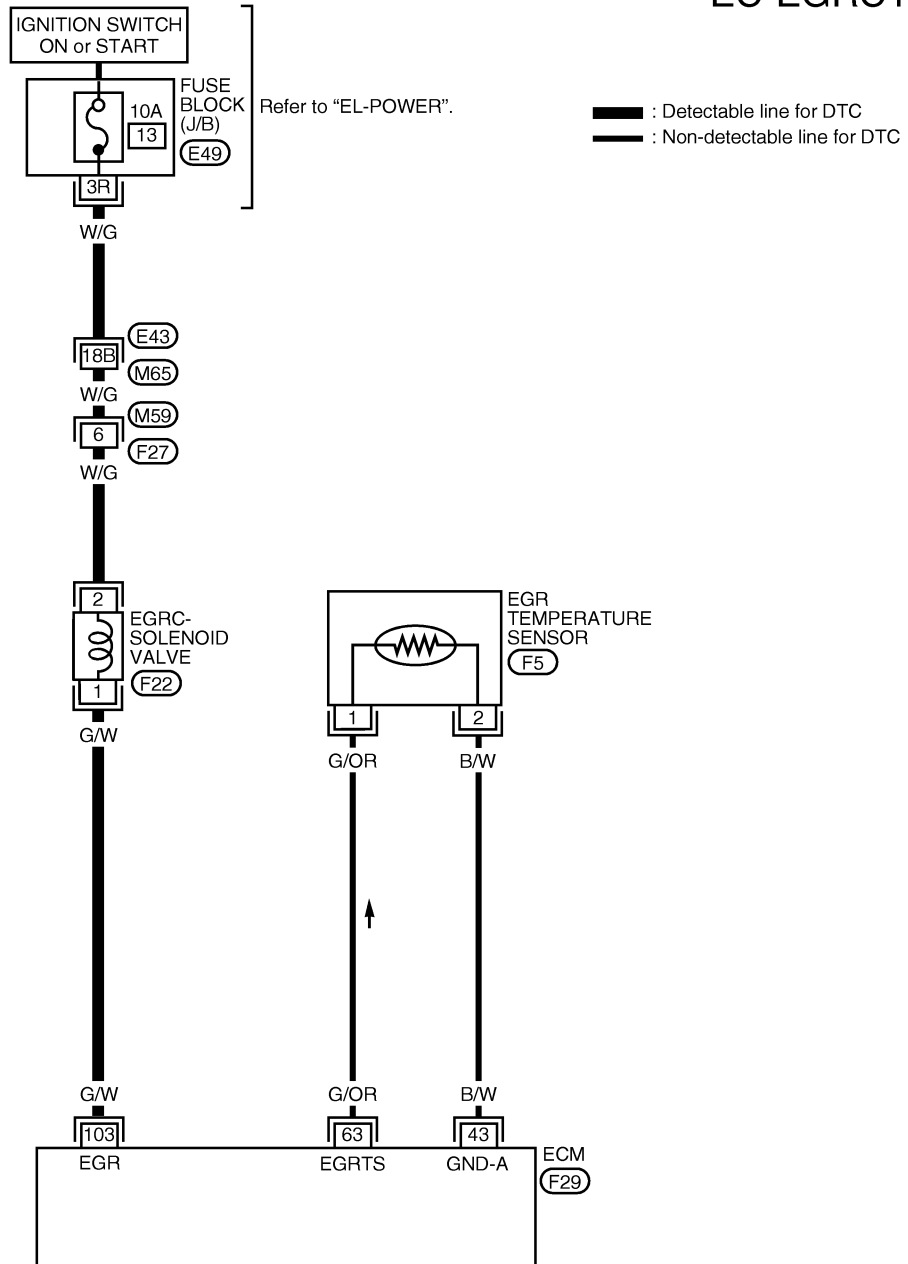 IGNITION SWITCH
ON or START
FUSE
BLOCK
(J/B)
10A
13
E49
Refer to “EL-POWER”.
: Detectable line for DTC
: Non-detectable line for DTC
3R
W/G
E43
18B
M65
W/G
M59
6
F27
W/G
2
EGRC-
SOLENOID
VALVE
F22
1
G/W
EGR
TEMPERATURE
SENSOR
F5
1
2
G/OR
B/W
G/W
G/OR
B/W
103
63
43
EGR
EGRTS
GND-A
ECM
F29